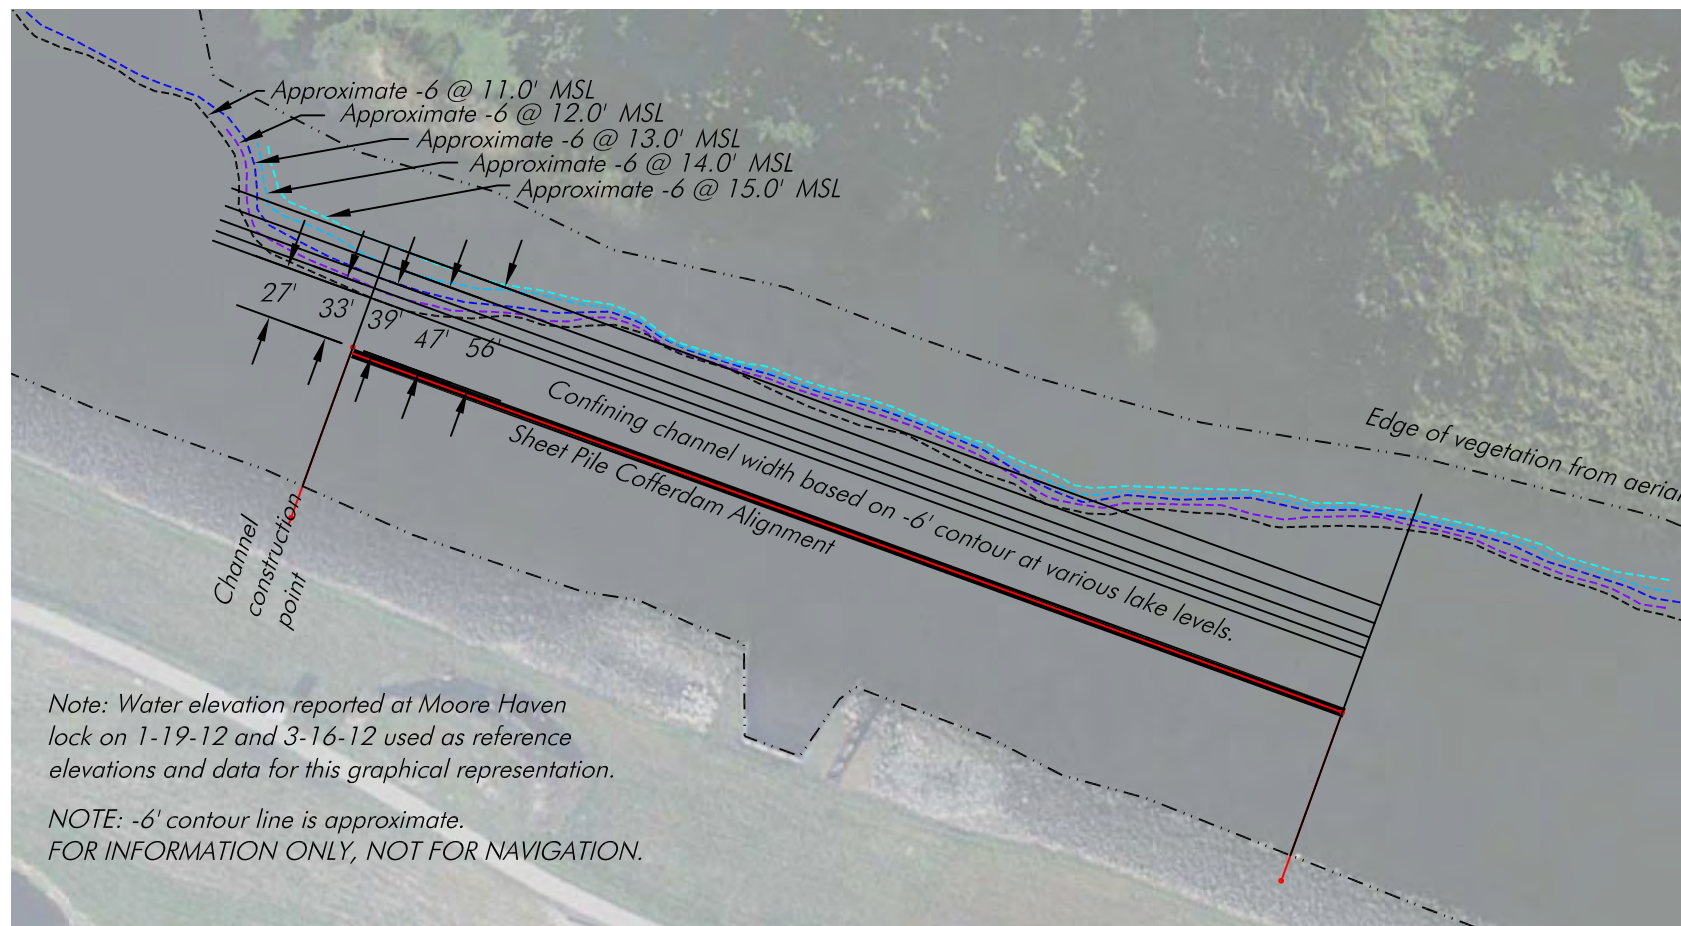 Approximate -6 @ 11.0' MSL
Approximate -6 @ 12.0' MSL
Approximate -6 @ 13.0' MSL
Approximate -6 @ 14.0' MSL
Approximate -6 @ 15.0' MSL
27'
33'
39'
47'
56'
Confining channel width based on -6' contour at various lake levels.
Sheet Pile Cofferdam Alignment
Edge of vegetation from aerial
Channel
construction
point
Note: Water elevation reported at Moore Haven
lock on 1-19-12 and 3-16-12 used as reference
elevations and data for this graphical representation.
NOTE: -6' contour line is approximate.
FOR INFORMATION ONLY, NOT FOR NAVIGATION.